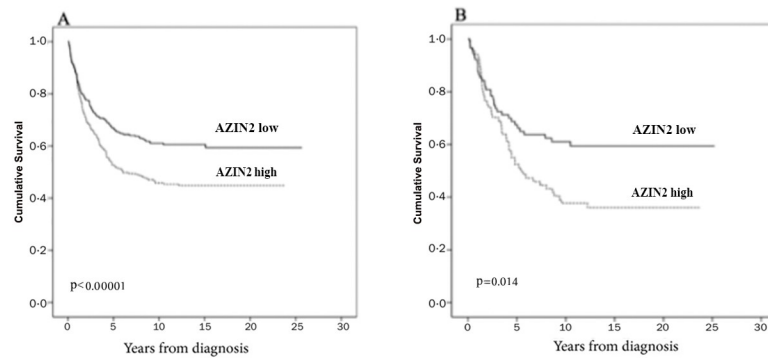 A
1·0
0·8
0·6
0·4
0·2
0·0
Cumulative Survival
AZIN2 low
AZIN2 high
p<0.00001
0 5 10 15 20 25 30
Years from diagnosis
B
1·0
0·8
0·6
0·4
0·2
0·0
Cumulative Survival
AZIN2 low
AZIN2 high
p=0.014
0 5 10 15 20 25 30
Years from diagnosis